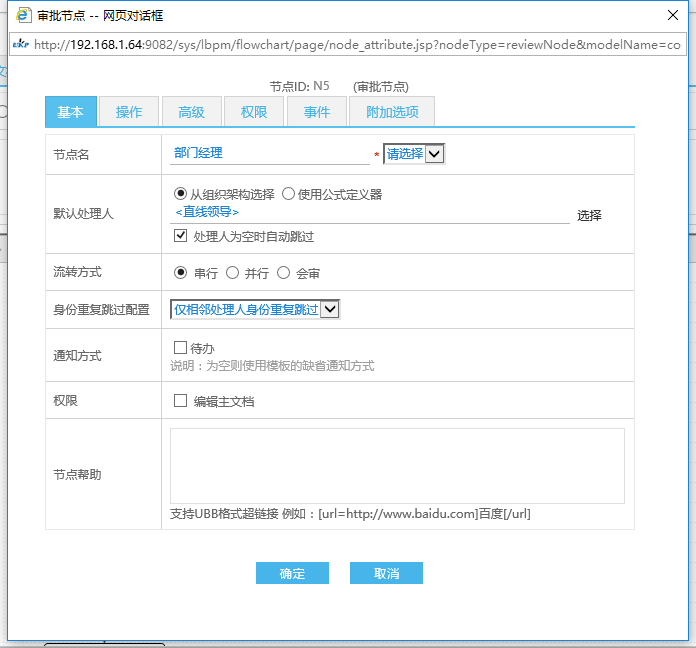 审批节点 -- 网页对话框
http://192.168.1.64:9082/sys/lbpm/flowchart/page/node_attribute.jsp?nodeType=reviewNode&modelName=co
节点ID: N5 (审批节点)
基本 操作 高级 权限 事件 附加选项
节点名 部门经理 * 请选择
默认处理人 从组织架构选择 使用公式定义器
<直线领导> 选择
处理人为空时自动跳过
流转方式 串行 并行 会审
身份重复跳过配置 仅相邻处理人身份重复跳过
通知方式 待办
说明：为空则使用模板的缺省通知方式
权限 编辑主文档
节点帮助
支持UBB格式超链接 例如：[url=http://www.baidu.com]百度[/url]
确定 取消